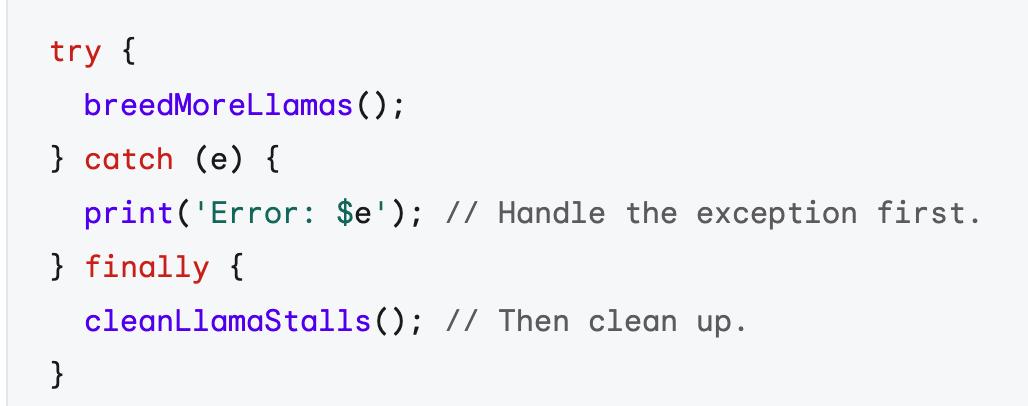 try {
  breedMoreLlamas();
} catch (e) {
  print('Error: $e'); // Handle the exception first.
} finally {
  cleanLlamaStalls(); // Then clean up.
}